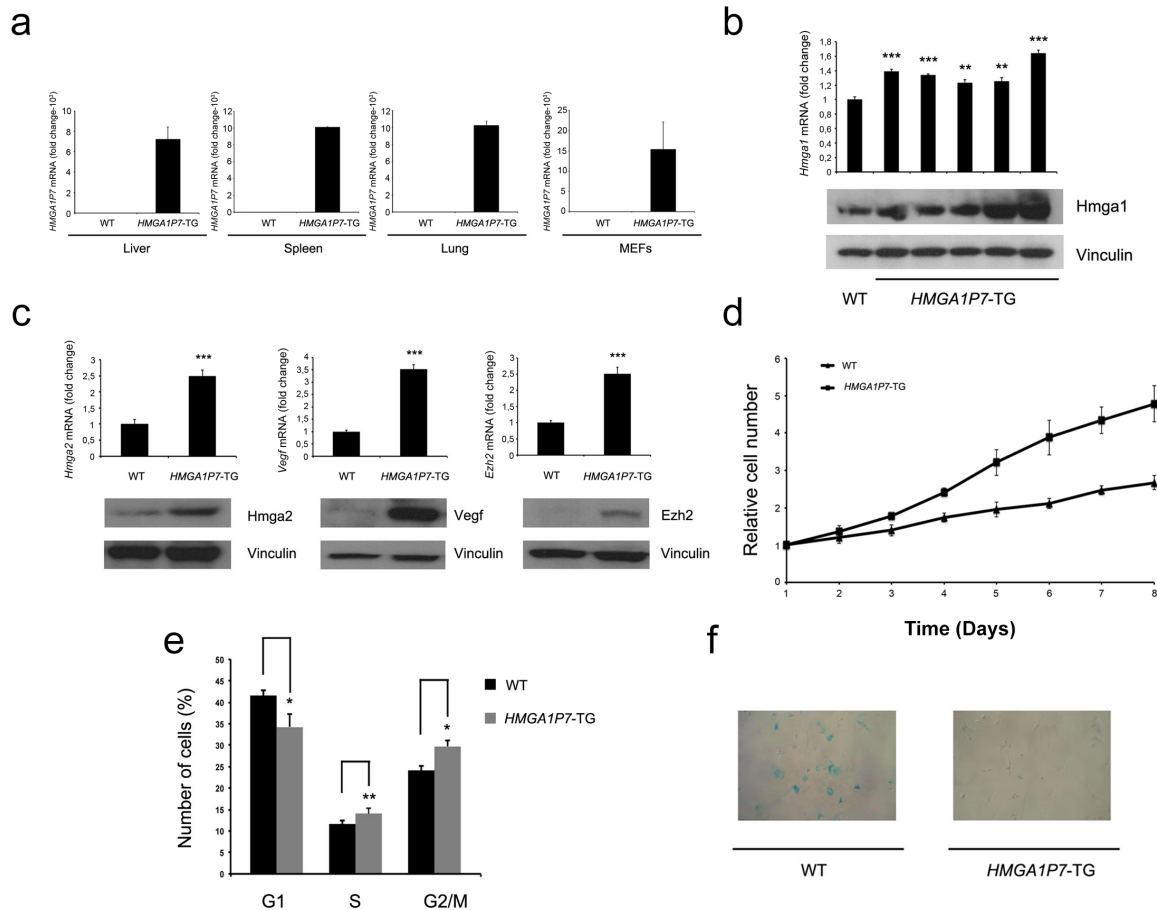 a
HMGA1P7 mRNA (fold change-10³)
10
8
6
4
2
0
WT HMGA1P7-TG
Liver
HMGA1P7 mRNA (fold change-10³)
12
10
8
6
4
2
0
WT HMGA1P7-TG
Spleen
HMGA1P7 mRNA (fold change-10³)
12
10
8
6
4
2
0
WT HMGA1P7-TG
Lung
HMGA1P7 mRNA (fold change-10³)
25
20
15
10
5
0
WT HMGA1P7-TG
MEFs
b
Hmga1 mRNA (fold change)
1,8
1,6
1,4
1,2
1
0,8
0,6
0,4
0,2
0
*** *** ** ** ***
Hmga1
Vinculin
WT HMGA1P7-TG
c
Hmga2 mRNA (fold change)
3
2,5
2
1,5
1
0,5
0
***
WT HMGA1P7-TG
Hmga2
Vinculin
Vegf mRNA (fold change)
4
3,5
3
2,5
2
1,5
1
0,5
0
***
WT HMGA1P7-TG
Vegf
Vinculin
Ezh2 mRNA (fold change)
3
2,5
2
1,5
1
0,5
0
***
WT HMGA1P7-TG
Ezh2
Vinculin
d
Relative cell number
6
5
4
3
2
1
0
WT
HMGA1P7-TG
1 2 3 4 5 6 7 8
Time (Days)
e
Number of cells (%)
50
45
40
35
30
25
20
15
10
5
0
* ** *
WT
HMGA1P7-TG
G1 S G2/M
f
WT HMGA1P7-TG